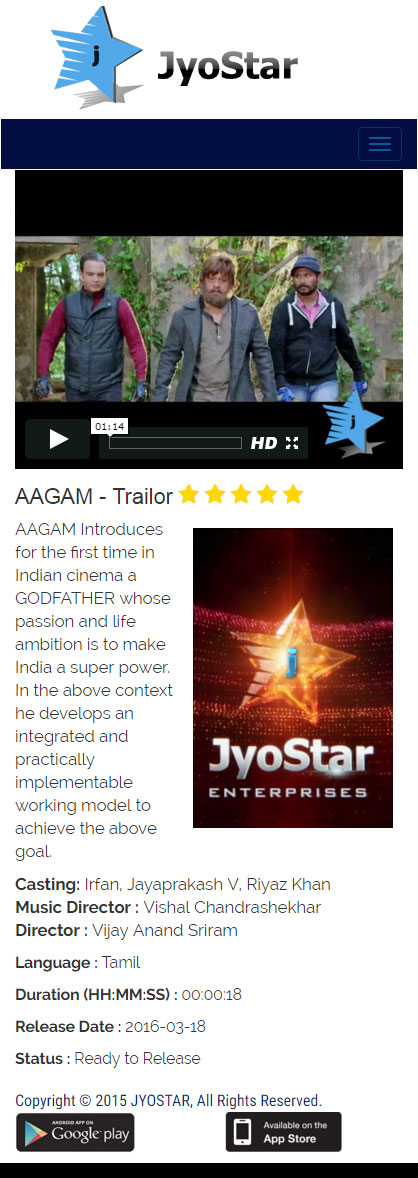 j
JyoStar
01:14
HD
j
AAGAM - Trailor
AAGAM Introduces
for the first time in
Indian cinema a
GODFATHER whose
passion and life
ambition is to make
India a super power.
In the above context
he develops an
integrated and
practically
implementable
working model to
achieve the above
goal.
j
JyoStar
ENTERPRISES
Casting: Irfan, Jayaprakash V, Riyaz Khan
Music Director : Vishal Chandrashekhar
Director : Vijay Anand Sriram
Language : Tamil
Duration (HH:MM:SS) : 00:00:18
Release Date : 2016-03-18
Status : Ready to Release
Copyright © 2015 JYOSTAR, All Rights Reserved.
ANDROID APP ON
Google play
Available on the
App Store